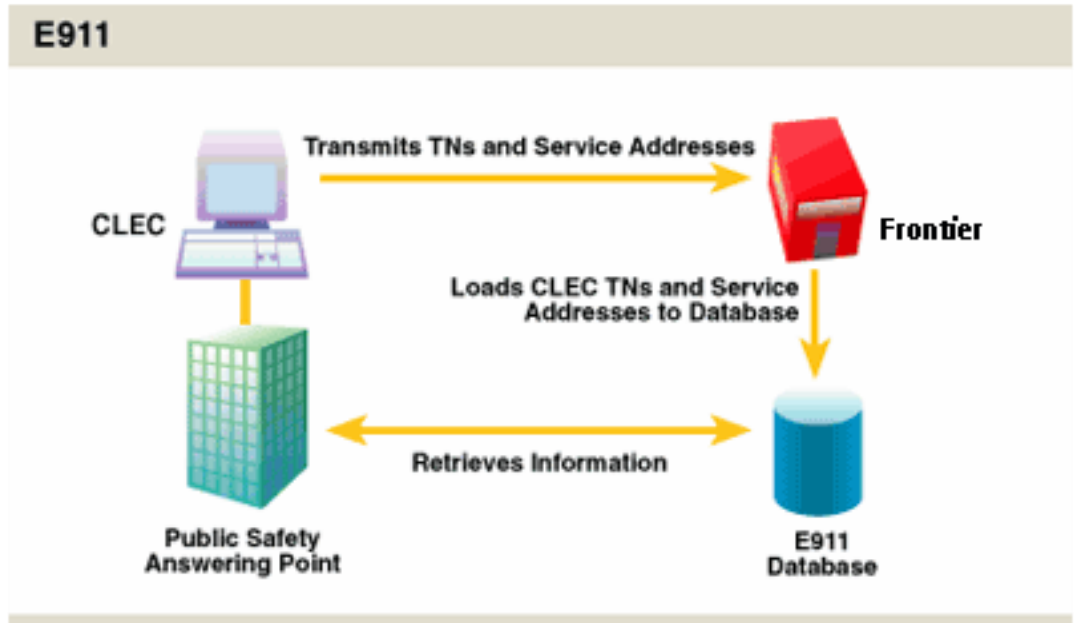 E911
Transmits TNs and Service Addresses
CLEC
Frontier
Loads CLEC TNs and Service
Addresses to Database
Retrieves Information
Public Safety
Answering Point
E911
Database